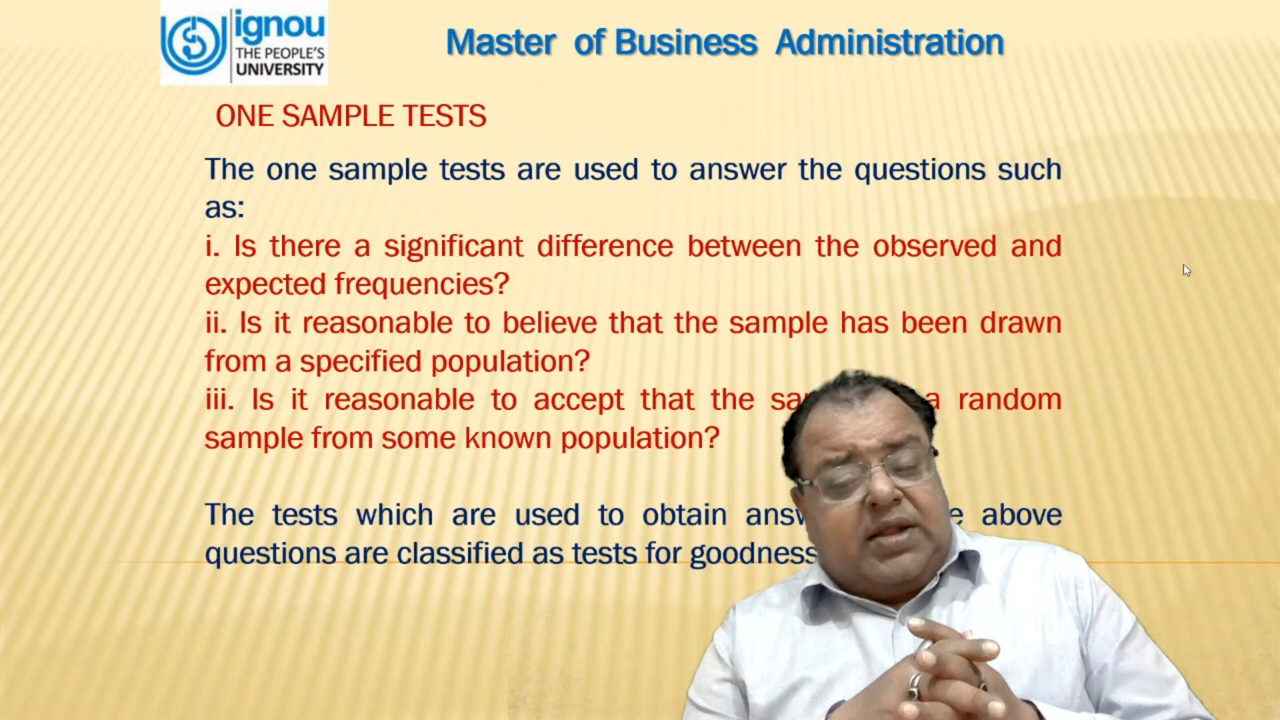 ignou
THE PEOPLE'S
UNIVERSITY
Master of Business Administration
ONE SAMPLE TESTS
The one sample tests are used to answer the questions such
as:
i. Is there a significant difference between the observed and
expected frequencies?
ii. Is it reasonable to believe that the sample has been drawn
from a specified population?
iii. Is it reasonable to accept that the a random
sample from some known population?
The tests which are used to obtain above
questions are classified as tests for goodness